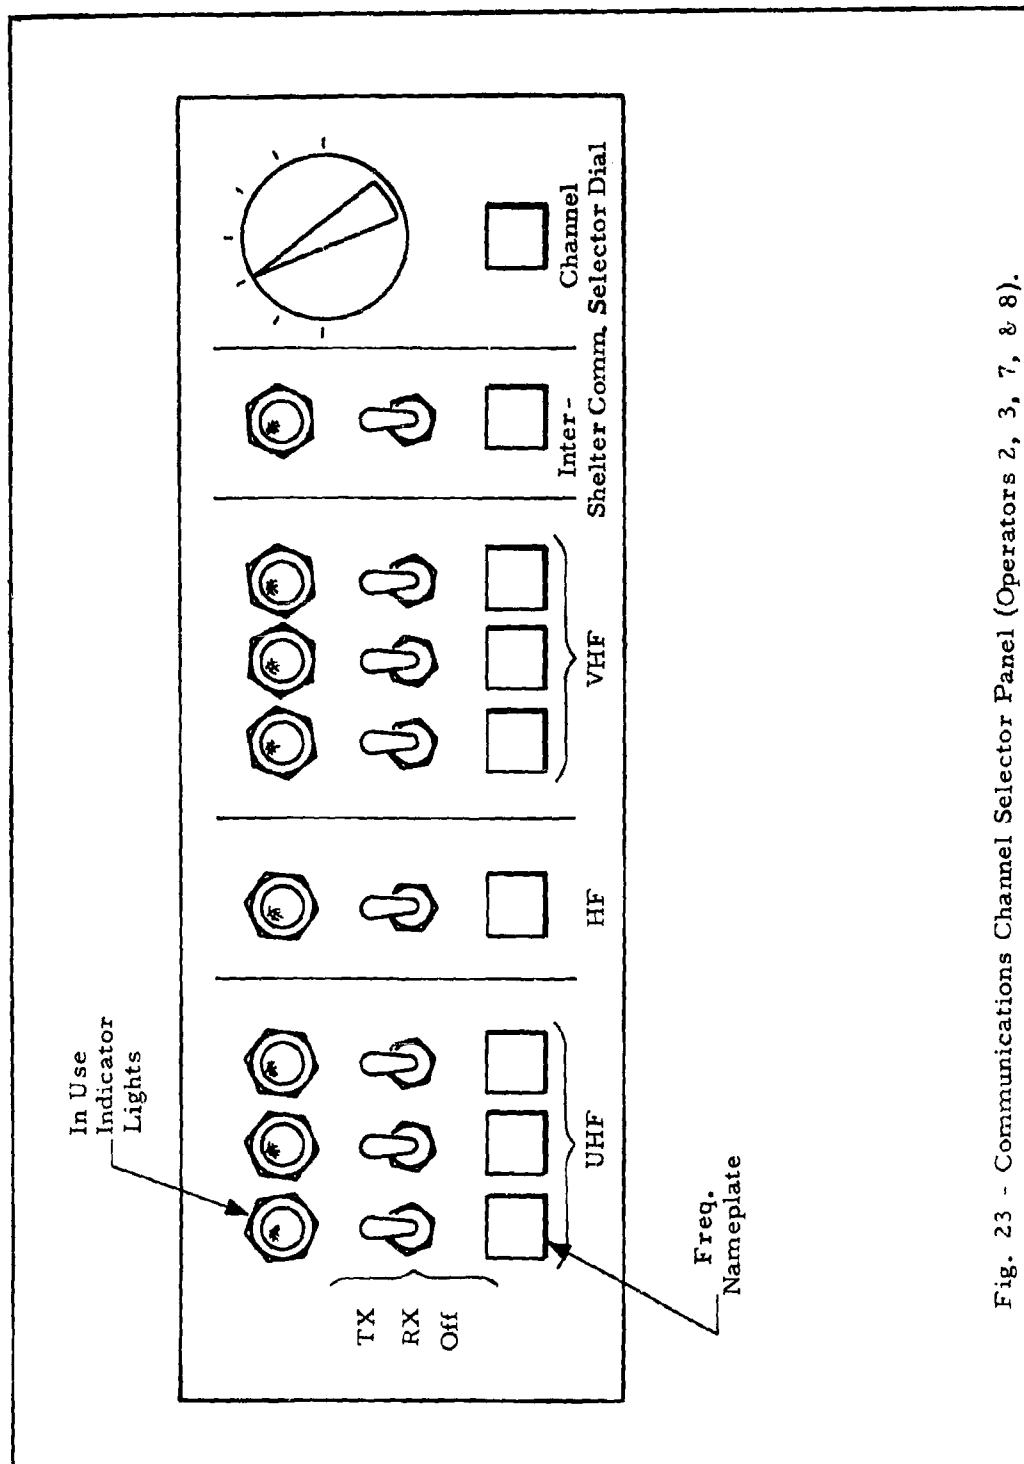 In Use
Indicator
Lights
TX
RX
Off
UHF
HF
VHF
Inter-
Shelter Comm.
Channel
Selector Dial
Freq.
Nameplate
Fig. 23 - Communications Channel Selector Panel (Operators 2, 3, 7, & 8).